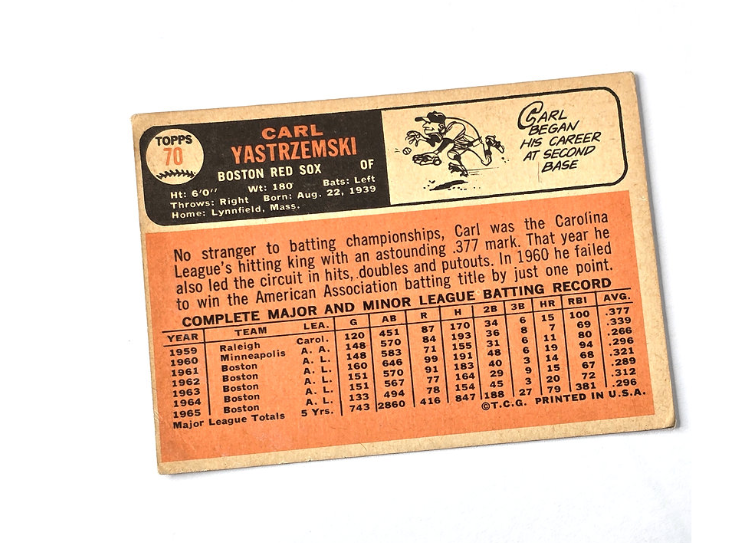 TOPPS
70
CARL
YASTRZEMSKI
BOSTON RED SOX OF
Ht: 6'0" Wt: 180 Bats: Left
Throws: Right Born: Aug. 22, 1939
Home: Lynnfield, Mass.
CARL
BEGAN
HIS CAREER
AT SECOND
BASE
No stranger to batting championships, Carl was the Carolina
League's hitting king with an astounding .377 mark. That year he
also led the circuit in hits, doubles and putouts. In 1960 he failed
to win the American Association batting title by just one point.
COMPLETE MAJOR AND MINOR LEAGUE BATTING RECORD
YEAR TEAM LEA. G AB R H 2B 3B HR RBI AVG.
1959 Raleigh Carol. 120 451 87 170 34 6 15 100 .377
1960 Minneapolis A. A. 148 570 84 193 36 8 7 69 .339
1961 Boston A. L. 148 583 71 155 31 6 11 80 .266
1962 Boston A. L. 160 646 99 191 43 6 19 94 .296
1963 Boston A. L. 151 570 91 183 40 3 14 68 .321
1964 Boston A. L. 151 567 77 164 29 9 15 67 .289
1965 Boston A. L. 133 494 78 154 45 3 20 72 .312
Major League Totals 5 Yrs. 743 2860 416 847 188 27 79 381 .296
©T.C.G. PRINTED IN U.S.A.